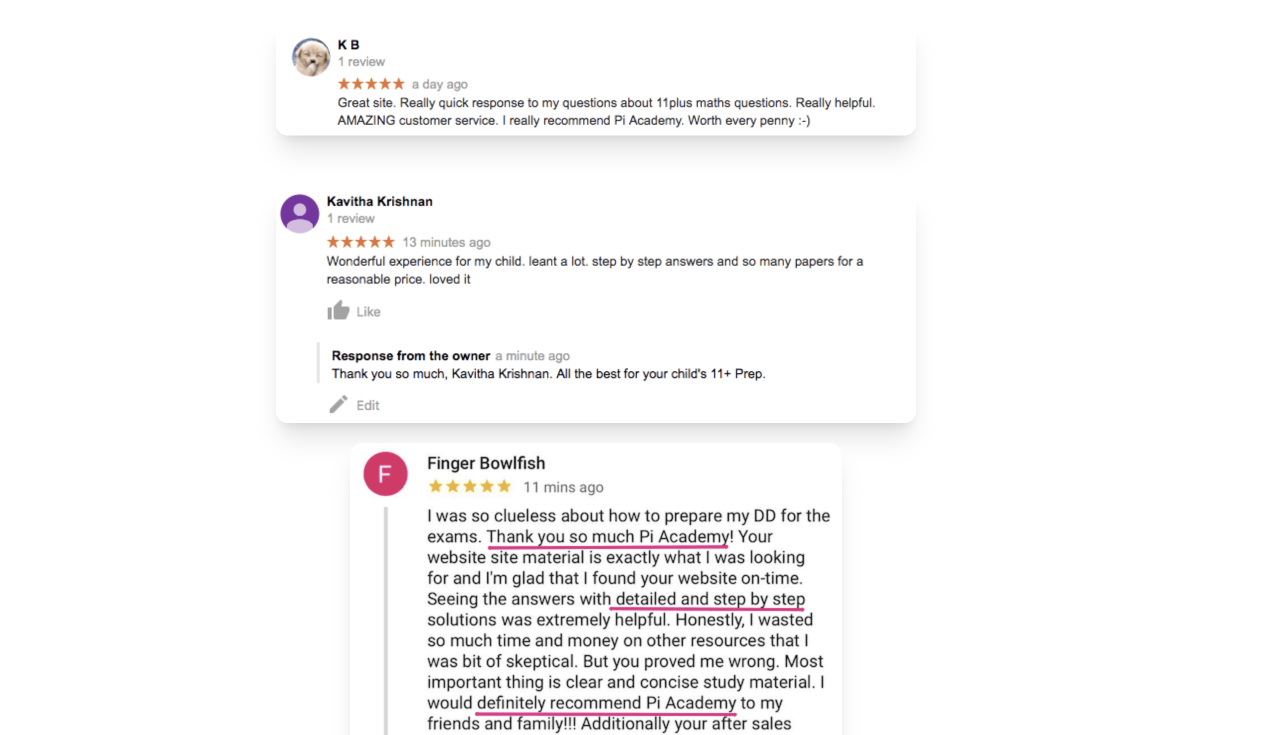 K B
1 review
a day ago
Great site. Really quick response to my questions about 11plus maths questions. Really helpful.
AMAZING customer service. I really recommend Pi Academy. Worth every penny :-)
Kavitha Krishnan
1 review
13 minutes ago
Wonderful experience for my child. leant a lot. step by step answers and so many papers for a
reasonable price. loved it
Like
Response from the owner a minute ago
Thank you so much, Kavitha Krishnan. All the best for your child's 11+ Prep.
Edit
F
Finger Bowlfish
11 mins ago
I was so clueless about how to prepare my DD for the
exams. Thank you so much Pi Academy! Your
website site material is exactly what I was looking
for and I'm glad that I found your website on-time.
Seeing the answers with detailed and step by step
solutions was extremely helpful. Honestly, I wasted
so much time and money on other resources that I
was bit of skeptical. But you proved me wrong. Most
important thing is clear and concise study material. I
would definitely recommend Pi Academy to my
friends and family!!! Additionally your after sales